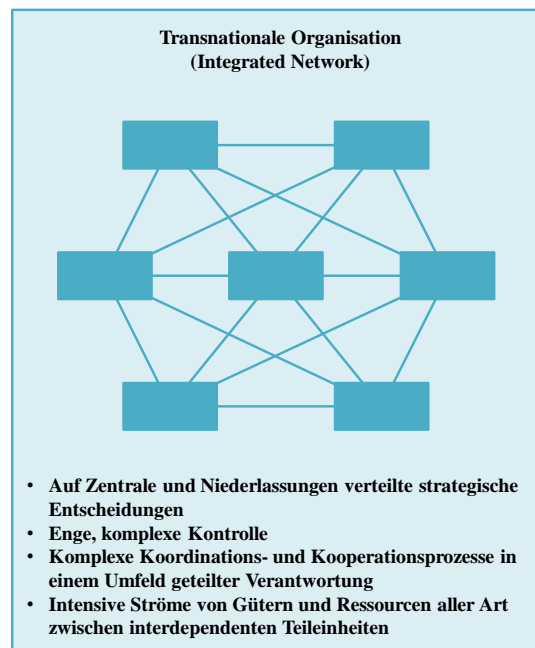 Transnationale Organisation
(Integrated Network)
• Auf Zentrale und Niederlassungen verteilte strategische
Entscheidungen
• Enge, komplexe Kontrolle
• Komplexe Koordinations- und Kooperationsprozesse in
einem Umfeld geteilter Verantwortung
• Intensive Ströme von Gütern und Ressourcen aller Art
zwischen interdependenten Teileinheiten